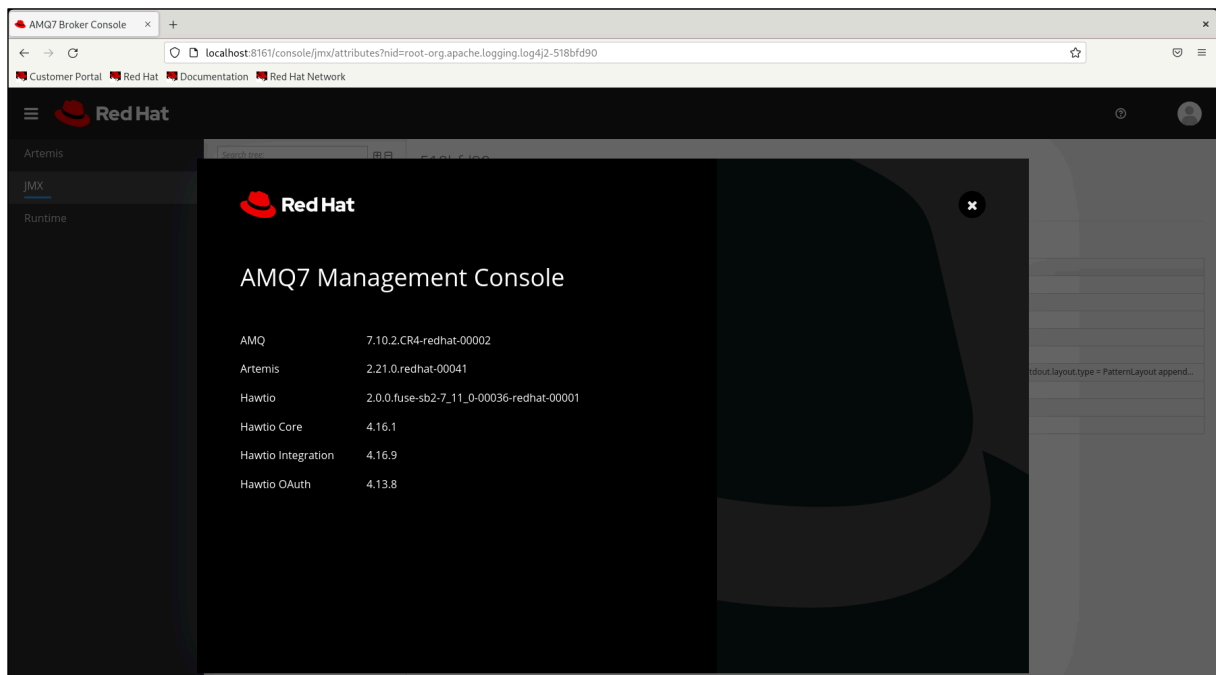 AMQ7 Broker Console
localhost:8161/console/jmx/attributes?nid=root-org.apache.logging.log4j2-518bfd90
Customer Portal Red Hat Documentation Red Hat Network
Red Hat
Artemis
Search tree:
JMX
Runtime
Red Hat
AMQ7 Management Console
AMQ 7.10.2.CR4-redhat-00002
Artemis 2.21.0.redhat-00041
Hawtio 2.0.0.fuse-sb2-7_11_0-00036-redhat-00001
Hawtio Core 4.16.1
Hawtio Integration 4.16.9
Hawtio OAuth 4.13.8
tdout.layout.type = PatternLayout append...